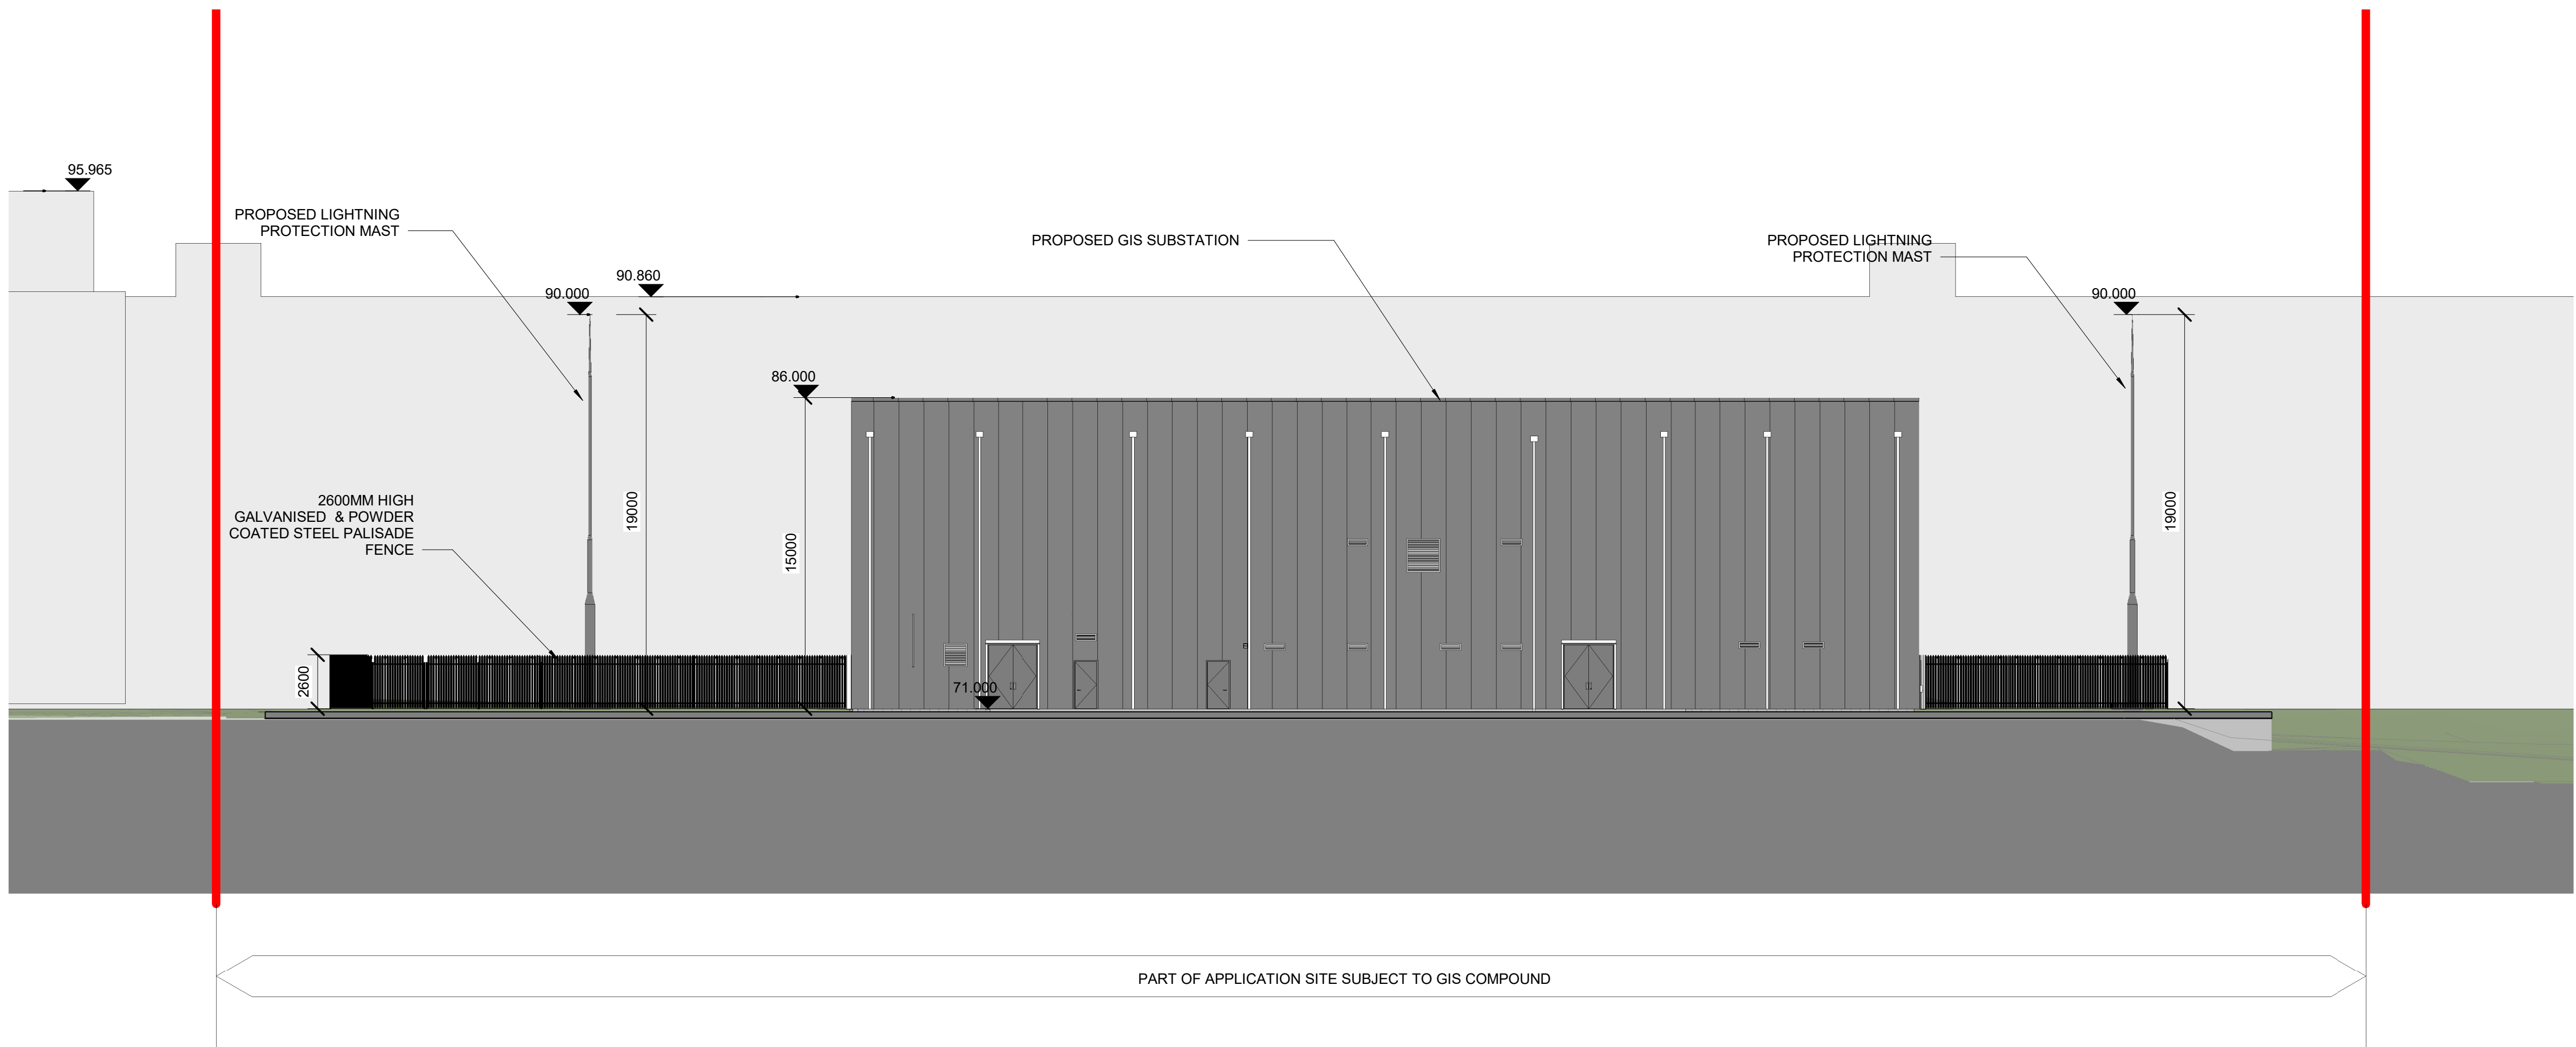 95.965
PROPOSED LIGHTNING
PROTECTION MAST
PROPOSED GIS SUBSTATION
PROPOSED LIGHTNING
PROTECTION MAST
90.860
90.000
90.000
86.000
2600MM HIGH
GALVANISED & POWDER
COATED STEEL PALISADE
FENCE
19000
15000
19000
2600
71.000
PART OF APPLICATION SITE SUBJECT TO GIS COMPOUND